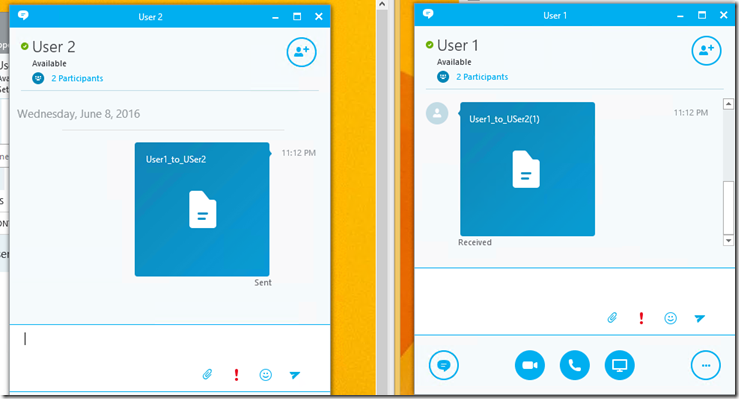 User 2
User 2
Available
2 Participants
Wednesday, June 8, 2016
User1_to_USer2
11:12 PM
Sent
User 1
User 1
Available
2 Participants
User1_to_USer2(1)
11:12 PM
Received